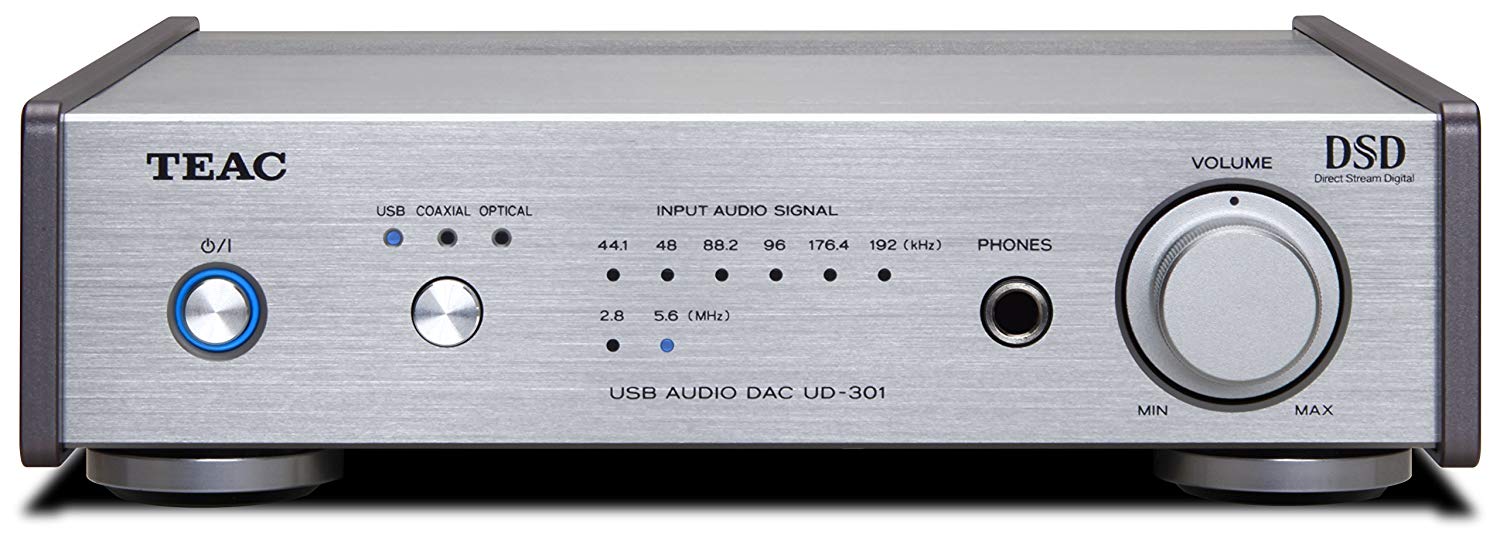 TEAC
VOLUME
DSD
Direct Stream Digital
USB COAXIAL OPTICAL
INPUT AUDIO SIGNAL
⏻/I
44.1 48 88.2 96 176.4 192 (kHz)
PHONES
2.8 5.6 (MHz)
USB AUDIO DAC UD-301
MIN MAX